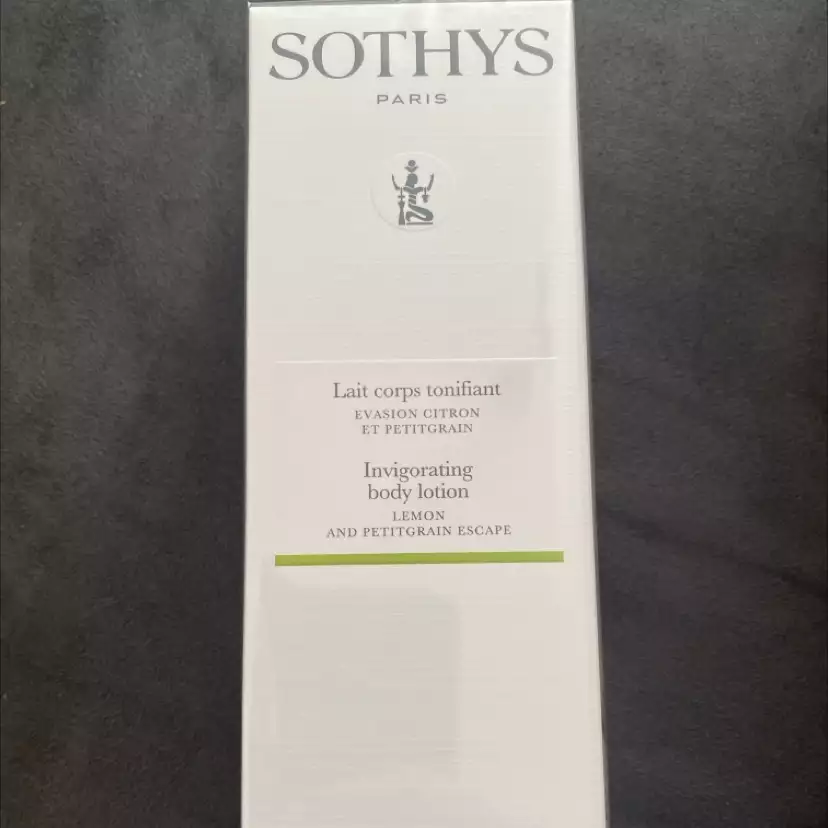 SOTHYS
PARIS
Lait corps tonifiant
EVASION CITRON
ET PETITGRAIN
Invigorating
body lotion
LEMON
AND PETITGRAIN ESCAPE